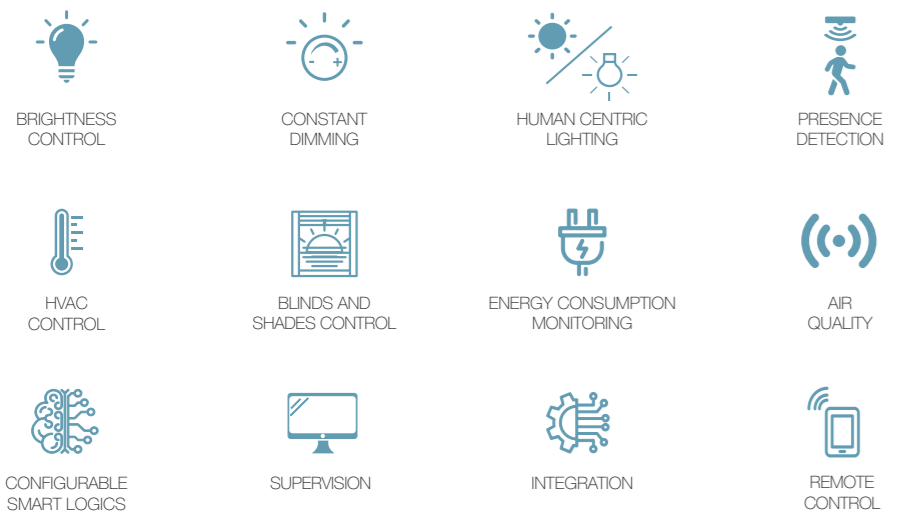 BRIGHTNESS
CONTROL
CONSTANT
DIMMING
HUMAN CENTRIC
LIGHTING
PRESENCE
DETECTION
HVAC
CONTROL
BLINDS AND
SHADES CONTROL
ENERGY CONSUMPTION
MONITORING
AIR
QUALITY
CONFIGURABLE
SMART LOGICS
SUPERVISION
INTEGRATION
REMOTE
CONTROL